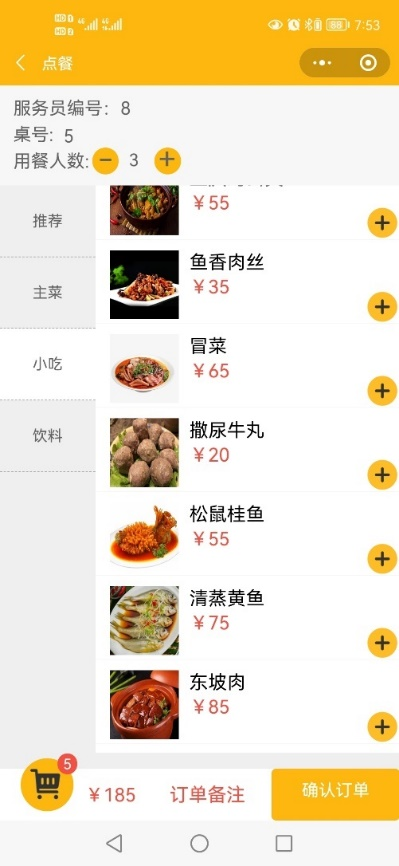 7:53
点餐
服务员编号: 8
桌号: 5
用餐人数: 3
推荐
主菜
小吃
饮料
￥55
鱼香肉丝
￥35
冒菜
￥65
撒尿牛丸
￥20
松鼠桂鱼
￥55
清蒸黄鱼
￥75
东坡肉
￥85
5
￥185
订单备注
确认订单